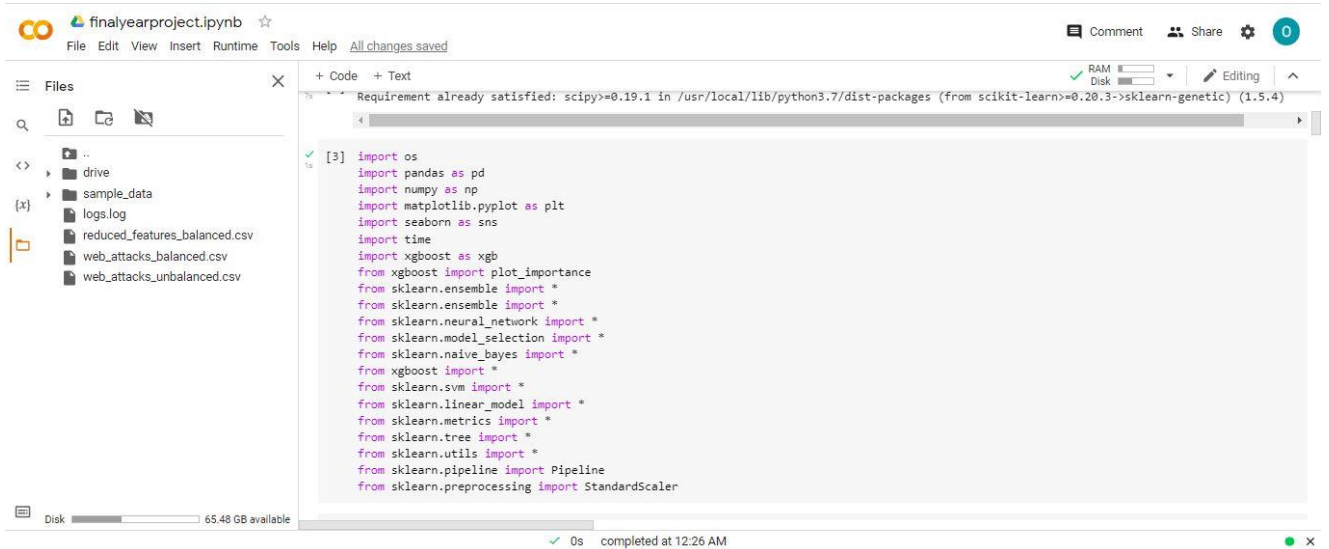 finalyearproject.ipynb
File Edit View Insert Runtime Tools Help All changes saved
Comment Share O
Files
+ Code + Text
RAM
Disk
Editing
..
drive
sample_data
logs.log
reduced_features_balanced.csv
web_attacks_balanced.csv
web_attacks_unbalanced.csv
Disk 65.48 GB available
Requirement already satisfied: scipy>=0.19.1 in /usr/local/lib/python3.7/dist-packages (from scikit-learn>=0.20.3->sklearn-genetic) (1.5.4)
[3] import os
1s import pandas as pd
import numpy as np
import matplotlib.pyplot as plt
import seaborn as sns
import time
import xgboost as xgb
from xgboost import plot_importance
from sklearn.ensemble import *
from sklearn.ensemble import *
from sklearn.neural_network import *
from sklearn.model_selection import *
from sklearn.naive_bayes import *
from xgboost import *
from sklearn.svm import *
from sklearn.linear_model import *
from sklearn.metrics import *
from sklearn.tree import *
from sklearn.utils import *
from sklearn.pipeline import Pipeline
from sklearn.preprocessing import StandardScaler
0s completed at 12:26 AM